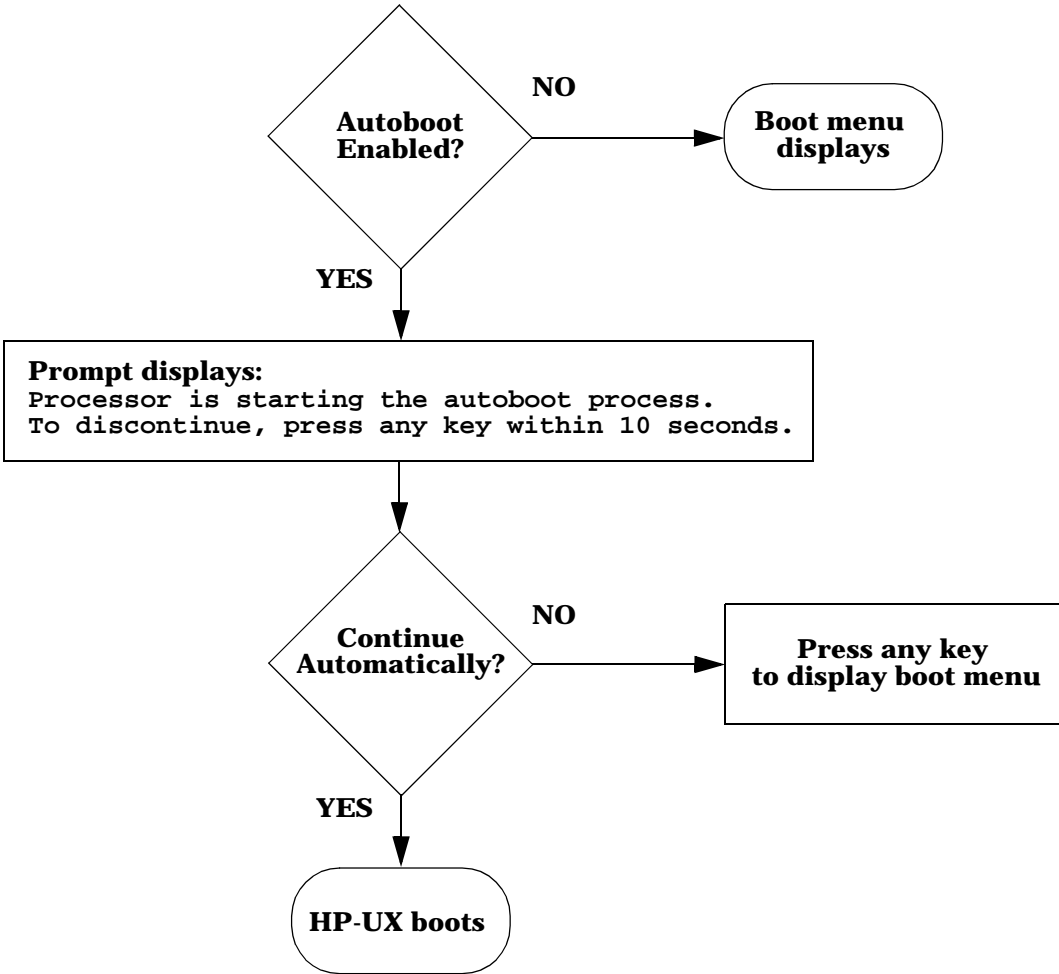 NO
Autoboot
Enabled?
Boot menu
displays
YES
Prompt displays:
Processor is starting the autoboot process.
To discontinue, press any key within 10 seconds.
NO
Continue
Automatically?
Press any key
to display boot menu
YES
HP-UX boots